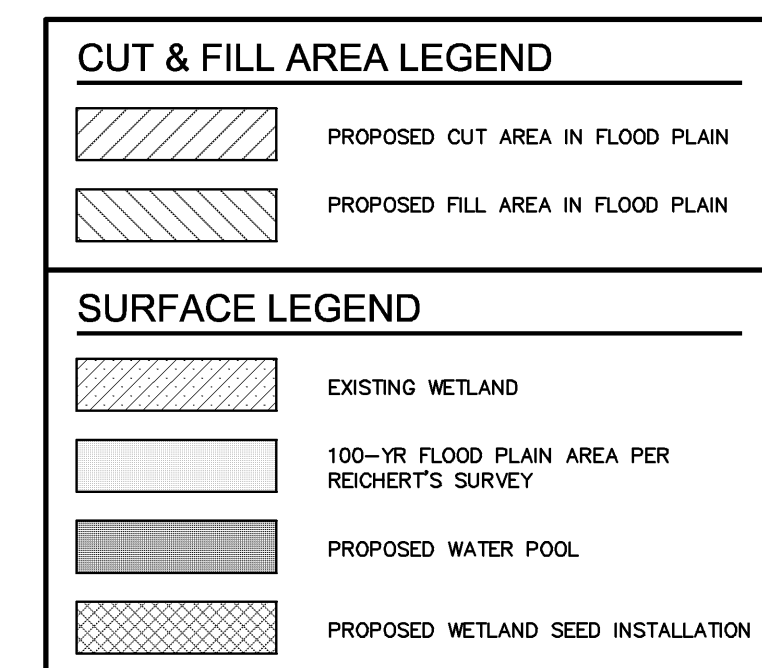 CUT & FILL AREA LEGEND
PROPOSED CUT AREA IN FLOOD PLAIN
PROPOSED FILL AREA IN FLOOD PLAIN
SURFACE LEGEND
EXISTING WETLAND
100-YR FLOOD PLAIN AREA PER
REICHERT'S SURVEY
PROPOSED WATER POOL
PROPOSED WETLAND SEED INSTALLATION